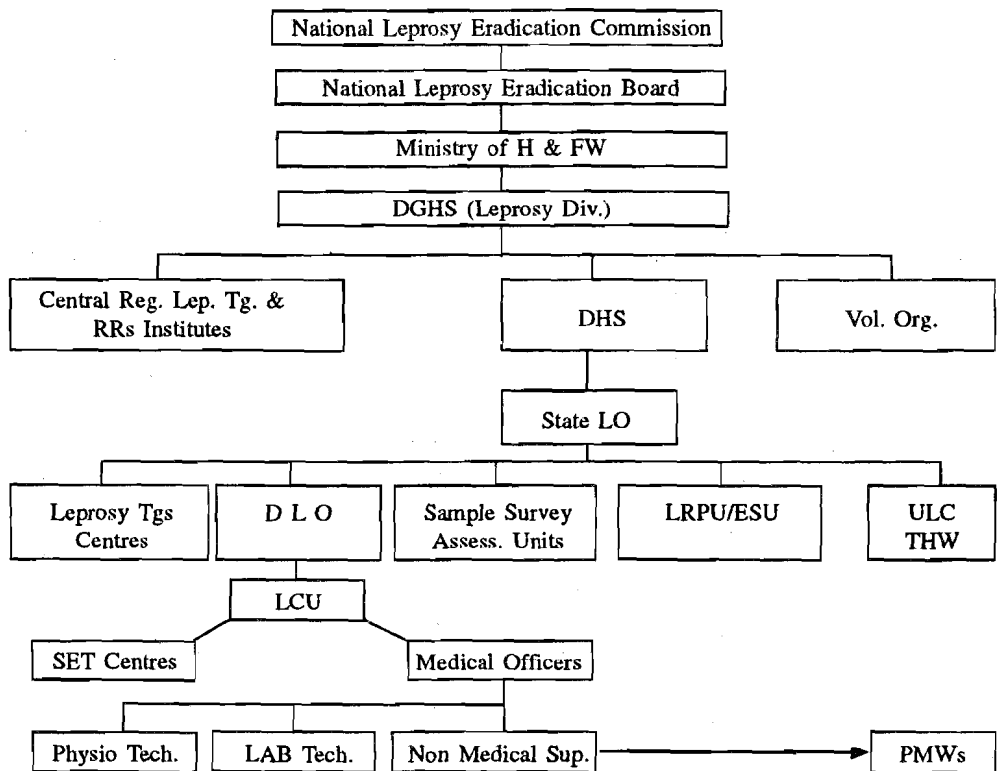 National Leprosy Eradication Commission
National Leprosy Eradication Board
Ministry of H & FW
DGHS (Leprosy Div.)
Central Reg. Lep. Tg. &
RRs Institutes
DHS
Vol. Org.
State LO
Leprosy Tgs
Centres
D L O
Sample Survey
Assess. Units
LRPU/ESU
ULC
THW
LCU
SET Centres
Medical Officers
Physio Tech.
LAB Tech.
Non Medical Sup.
PMWs